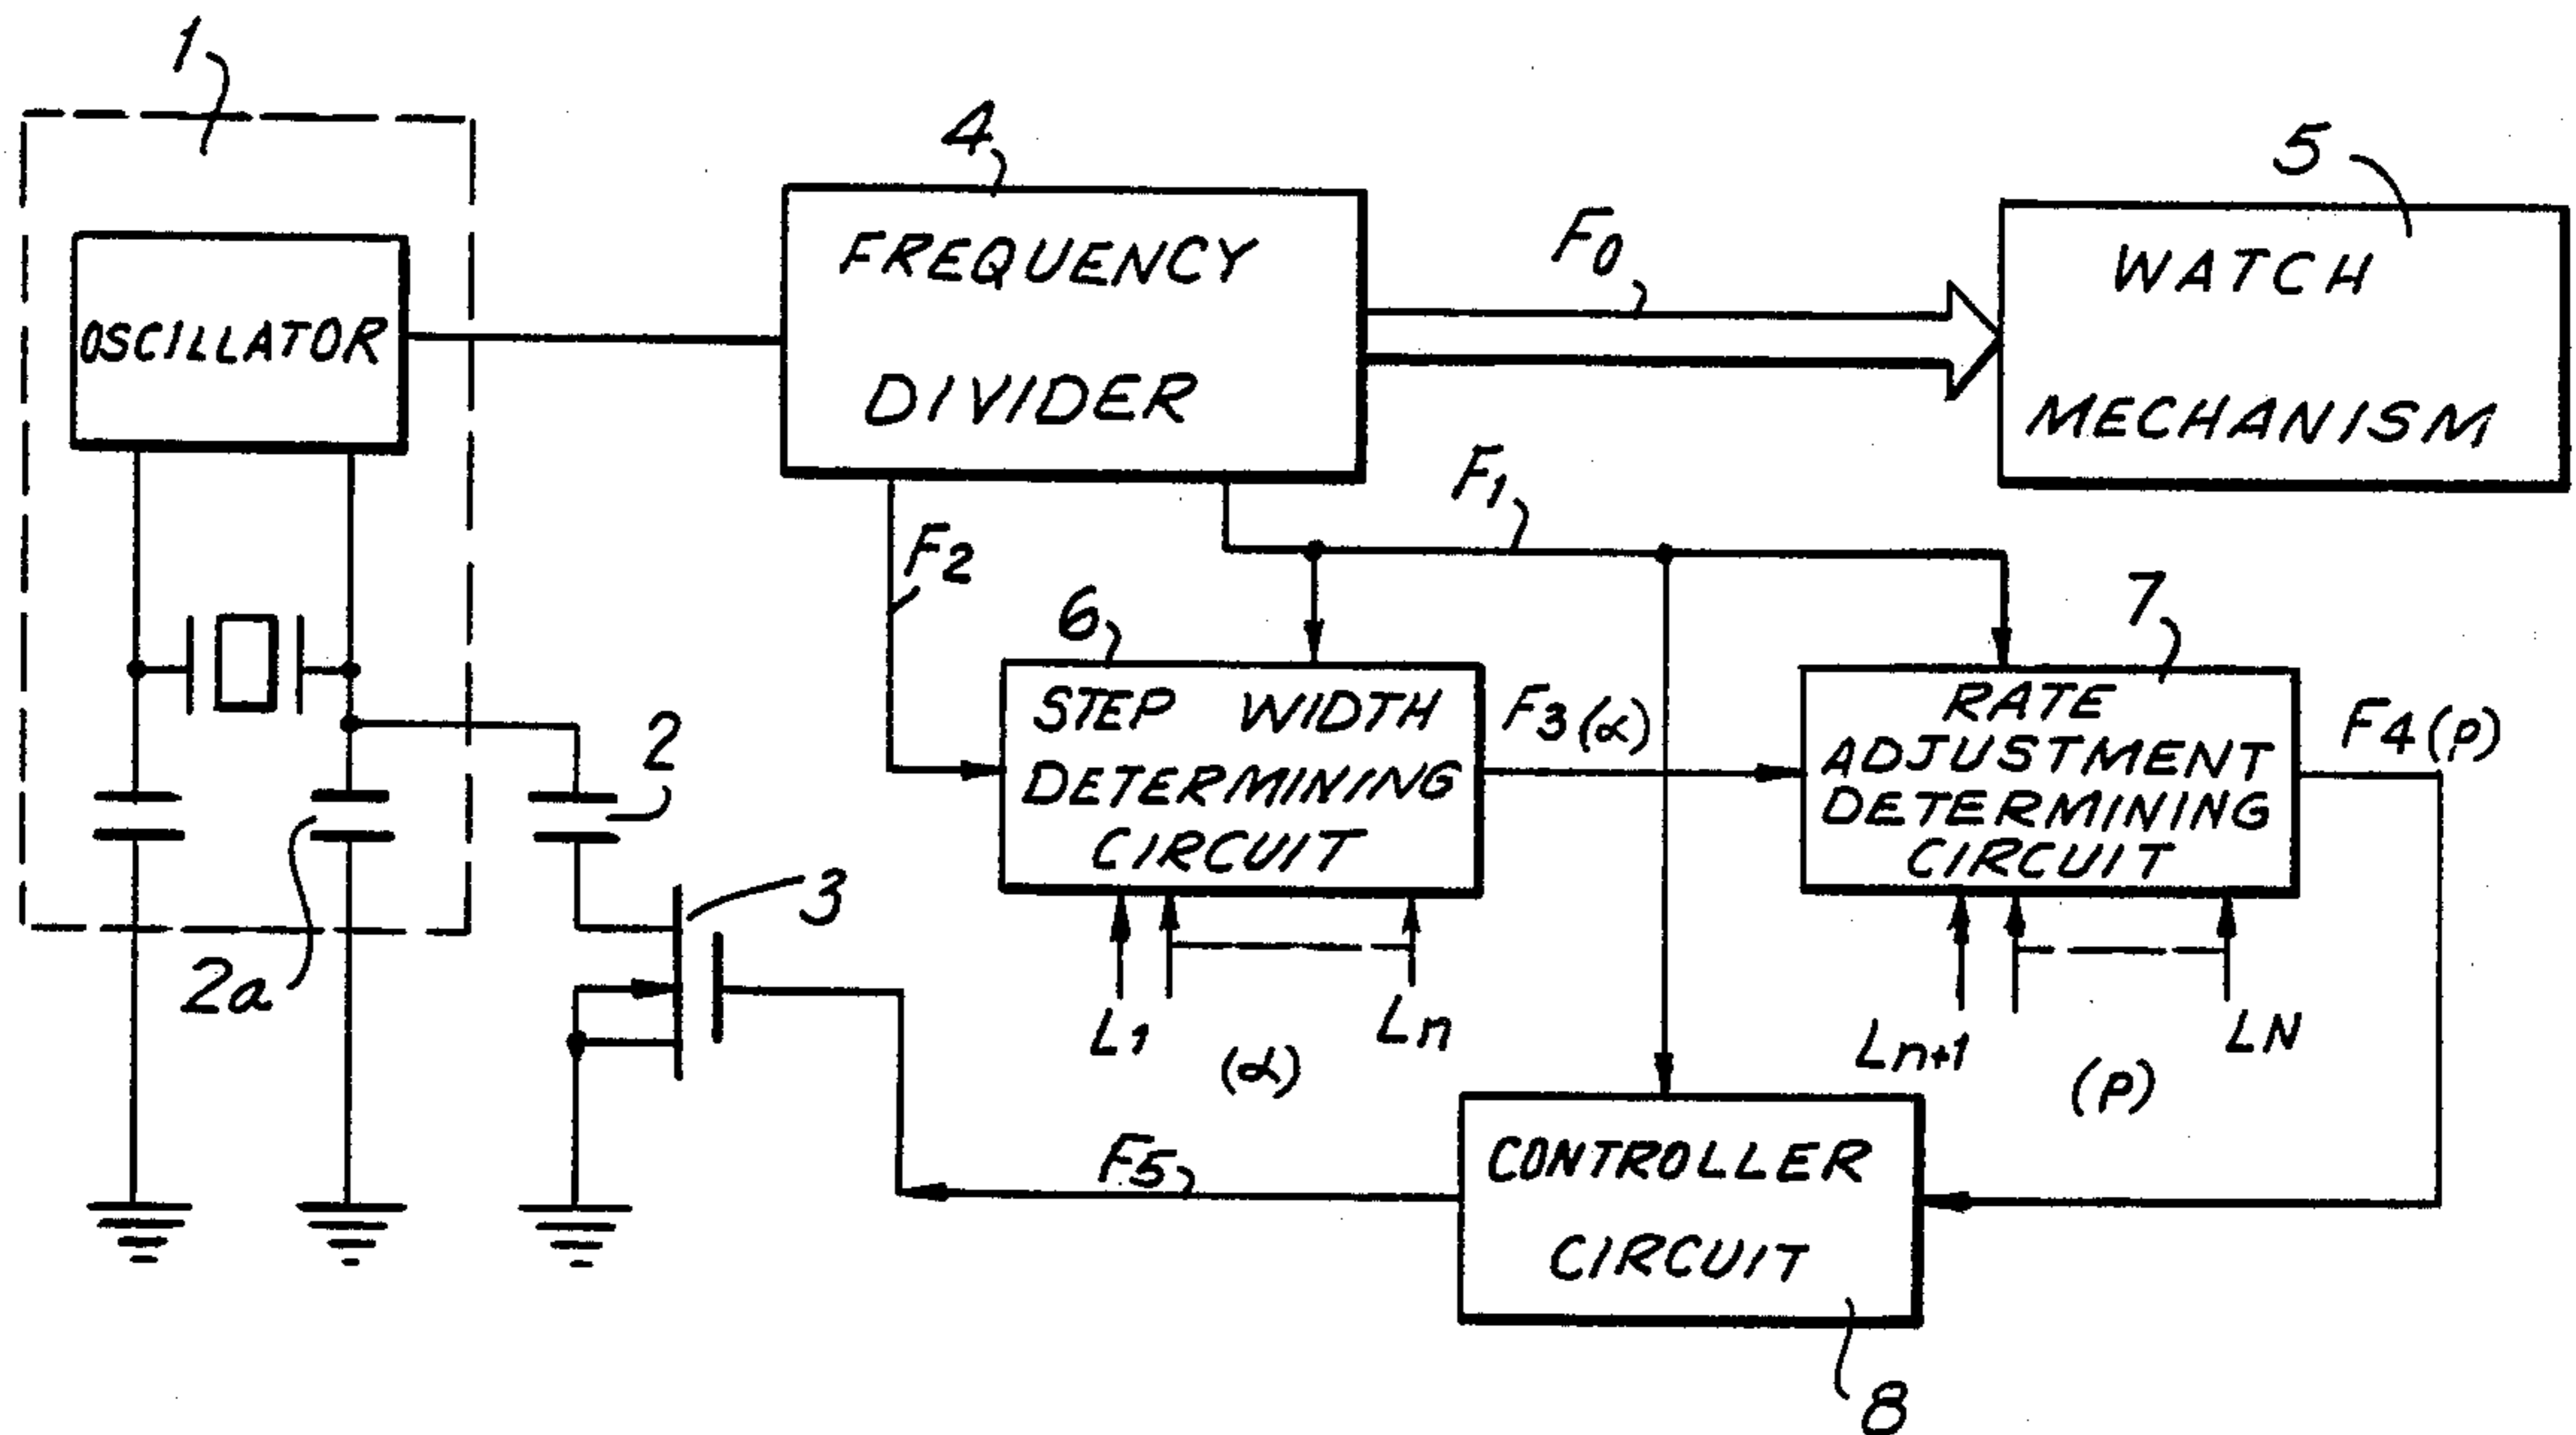 1
OSCILLATOR
2a
2
3
4
FREQUENCY
DIVIDER
F0
5
WATCH
MECHANISM
F2
F1
6
STEP WIDTH
DETERMINING
CIRCUIT
F3(α)
7
RATE
ADJUSTMENT
DETERMINING
CIRCUIT
F4(P)
L1
Ln
(α)
Ln+1
LN
(P)
F5
CONTROLLER
CIRCUIT
8